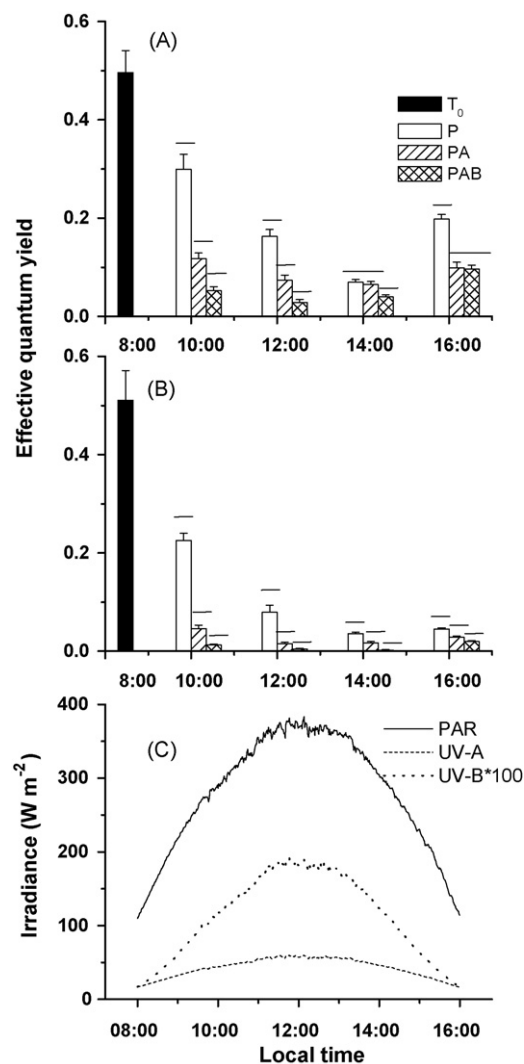 0.6
(A)
T0
P
PA
PAB
0.4
0.2
0.0
8:00 10:00 12:00 14:00 16:00
Effective quantum yield
0.6
(B)
0.4
0.2
0.0
8:00 10:00 12:00 14:00 16:00
400
(C)
PAR
UV-A
UV-B*100
300
200
100
0
Irradiance (W m-2)
08:00 10:00 12:00 14:00 16:00
Local time